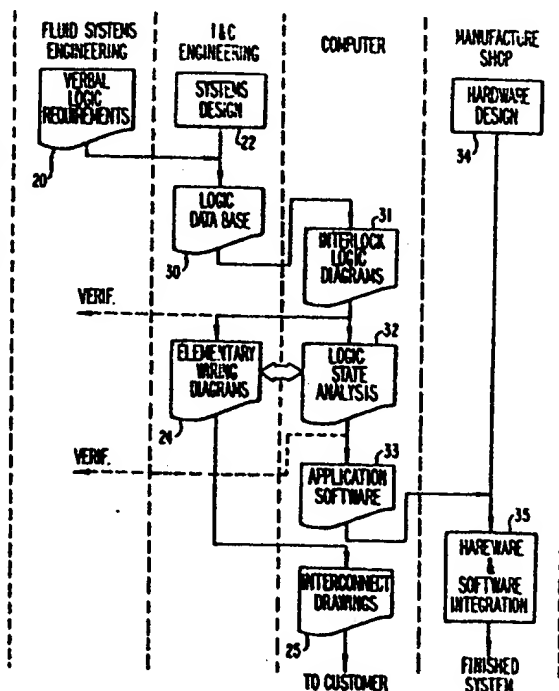 FLUID SYSTEMS
ENGINEERING
I&C
ENGINEERING
COMPUTER
MANUFACTURE
SHOP
VERBAL
LOGIC
REQUIREMENTS
20
SYSTEMS
DESIGN
22
HARDWARE
DESIGN
34
LOGIC
DATA BASE
30
31
INTERLOCK
LOGIC
DIAGRAMS
VERIF.
ELEMENTARY
WIRING
DIAGRAMS
24
32
LOGIC
STATE
ANALYSIS
VERIF.
33
APPLICATION
SOFTWARE
35
HAREWARE
&
SOFTWARE
INTEGRATION
INTERCONNECT
DRAWINGS
25
TO CUSTOMER
FINISHED
SYSTEM